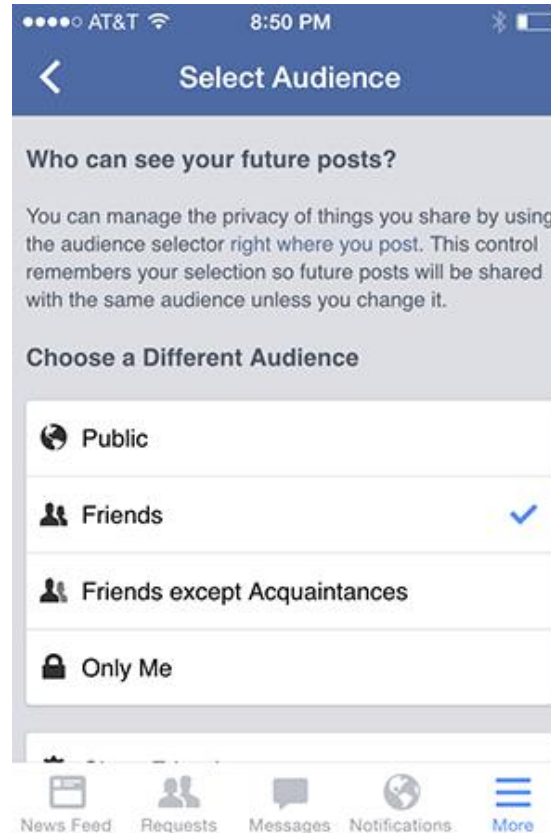 AT&T 8:50 PM
Select Audience
Who can see your future posts?
You can manage the privacy of things you share by using
the audience selector right where you post. This control
remembers your selection so future posts will be shared
with the same audience unless you change it.
Choose a Different Audience
Public
Friends
Friends except Acquaintances
Only Me
News Feed Requests Messages Notifications More